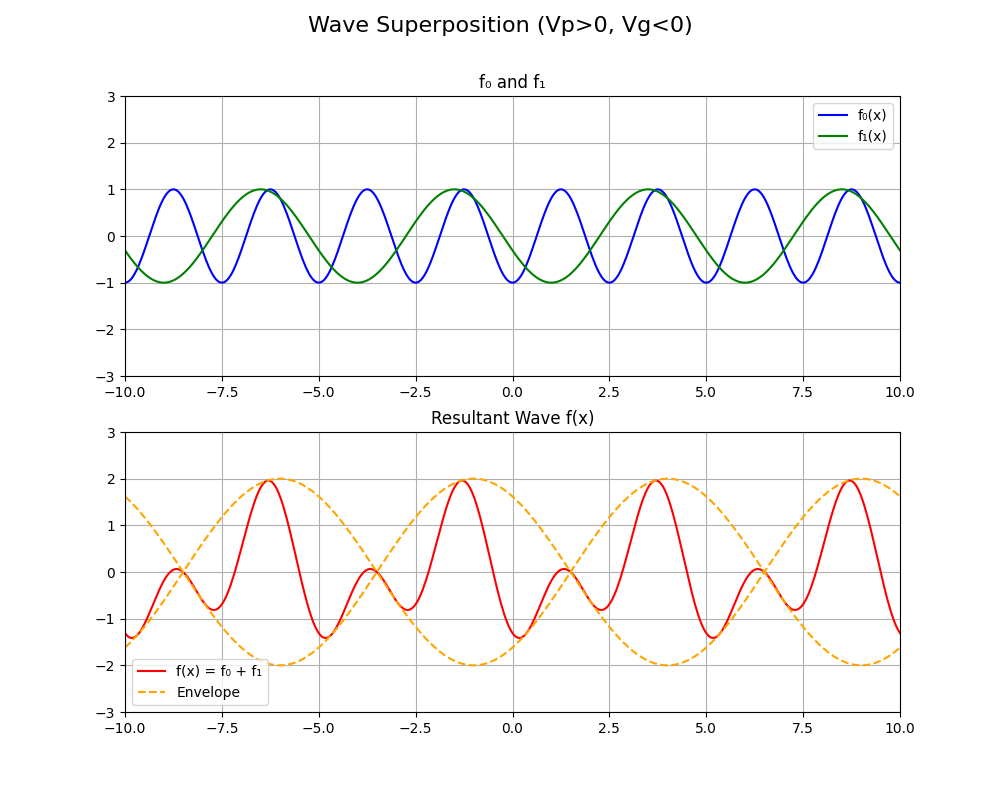 Wave Superposition (Vp>0, Vg<0)
f₀ and f₁
3
2
1
0
−1
−2
−3
f₀(x)
f₁(x)
−10.0 −7.5 −5.0 −2.5 0.0 2.5 5.0 7.5 10.0
Resultant Wave f(x)
3
2
1
0
−1
−2
−3
f(x) = f₀ + f₁
Envelope
−10.0 −7.5 −5.0 −2.5 0.0 2.5 5.0 7.5 10.0